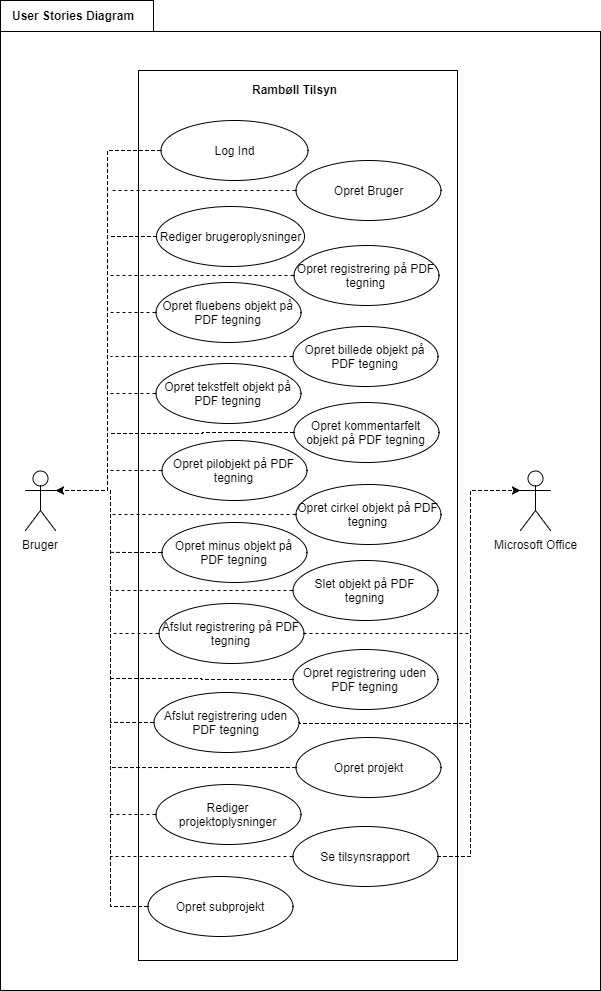 User Stories Diagram
Rambøll Tilsyn
Log Ind
Opret Bruger
Rediger brugeroplysninger
Opret registrering på PDF
tegning
Opret fluebens objekt på
PDF tegning
Opret billede objekt på
PDF tegning
Opret tekstfelt objekt på
PDF tegning
Opret kommentarfelt
objekt på PDF tegning
Opret pilobjekt på PDF
tegning
Opret cirkel objekt på PDF
tegning
Bruger
Microsoft Office
Opret minus objekt på
PDF tegning
Slet objekt på PDF
tegning
Afslut registrering på PDF
tegning
Opret registrering uden
PDF tegning
Afslut registrering uden
PDF tegning
Opret projekt
Rediger
projektoplysninger
Se tilsynsrapport
Opret subprojekt